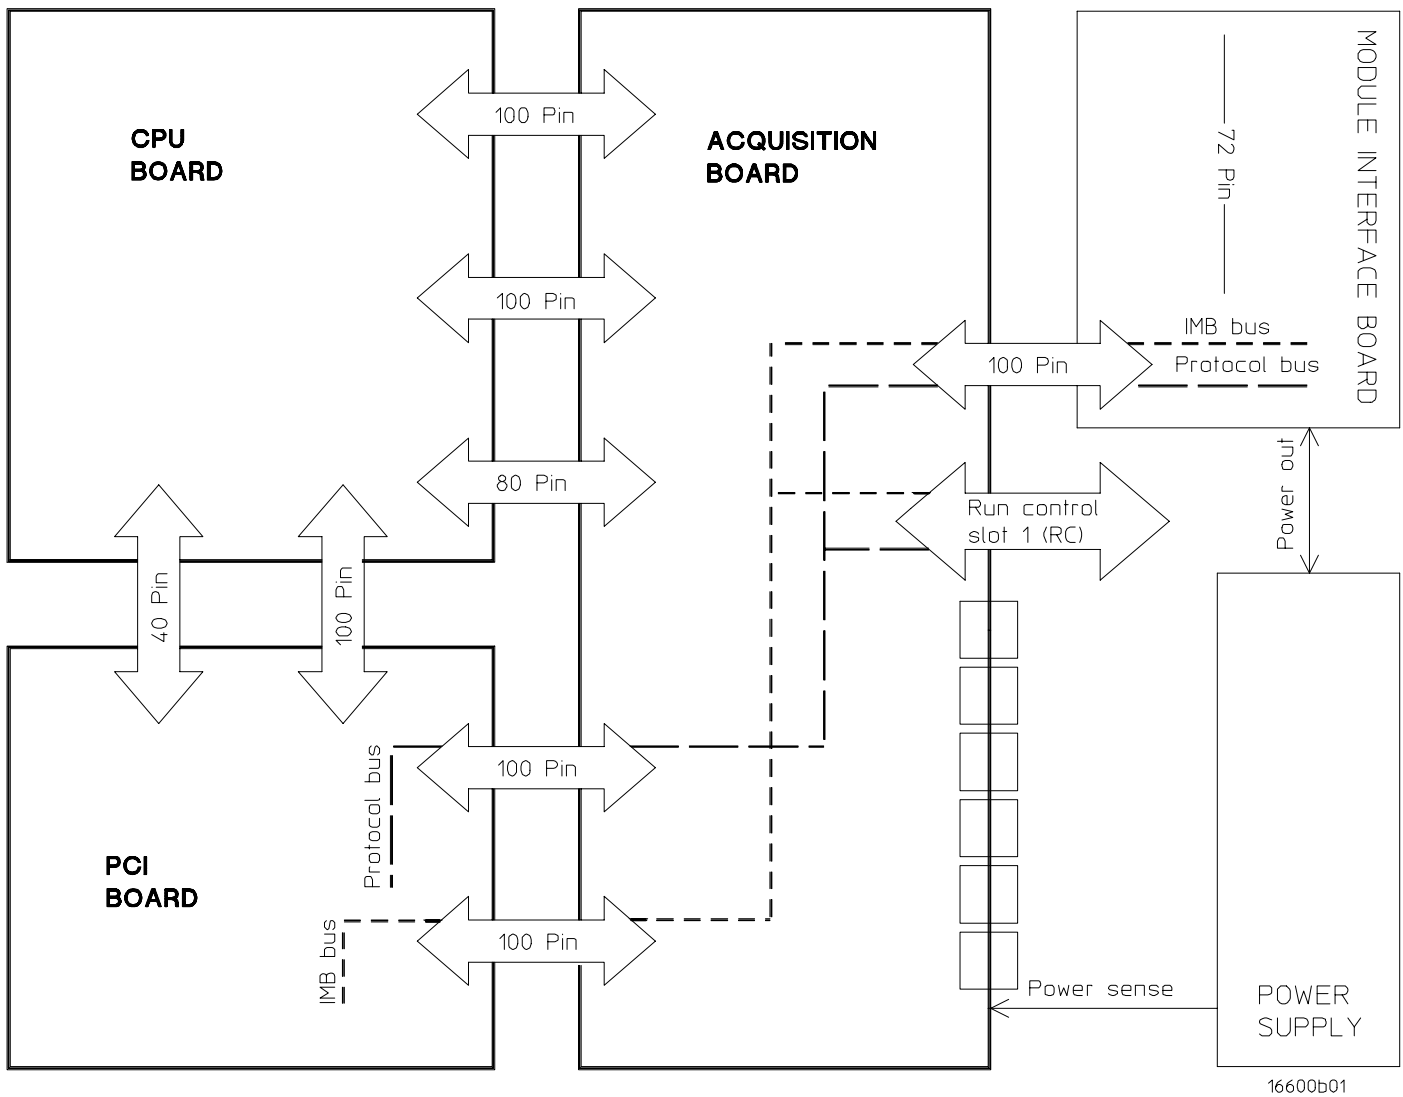 CPU
BOARD
100 Pin
ACQUISITION
BOARD
72 Pin
MODULE INTERFACE BOARD
100 Pin
IMB bus
100 Pin
Protocol bus
80 Pin
Run control
slot 1 (RC)
Power out
40 Pin
100 Pin
Protocol bus
100 Pin
PCI
BOARD
IMB bus
100 Pin
Power sense
POWER
SUPPLY
16600b01